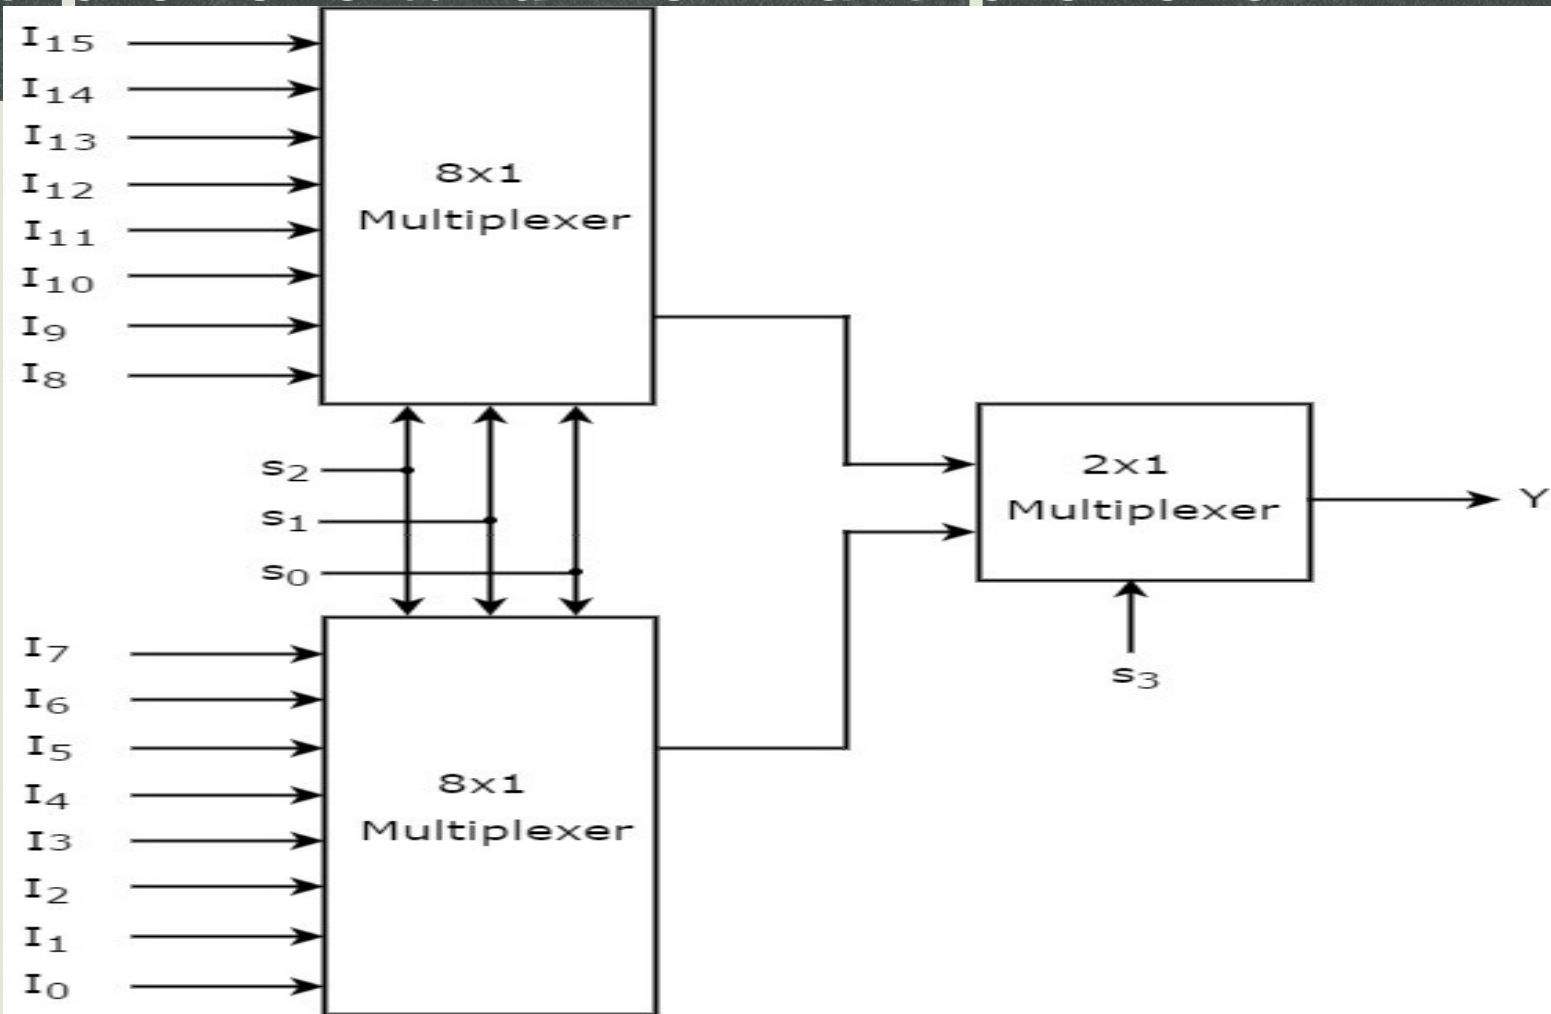 I15
I14
I13
I12
I11
I10
I9
I8
8x1
Multiplexer
s2
s1
s0
2x1
Multiplexer
Y
s3
I7
I6
I5
I4
I3
I2
I1
I0
8x1
Multiplexer